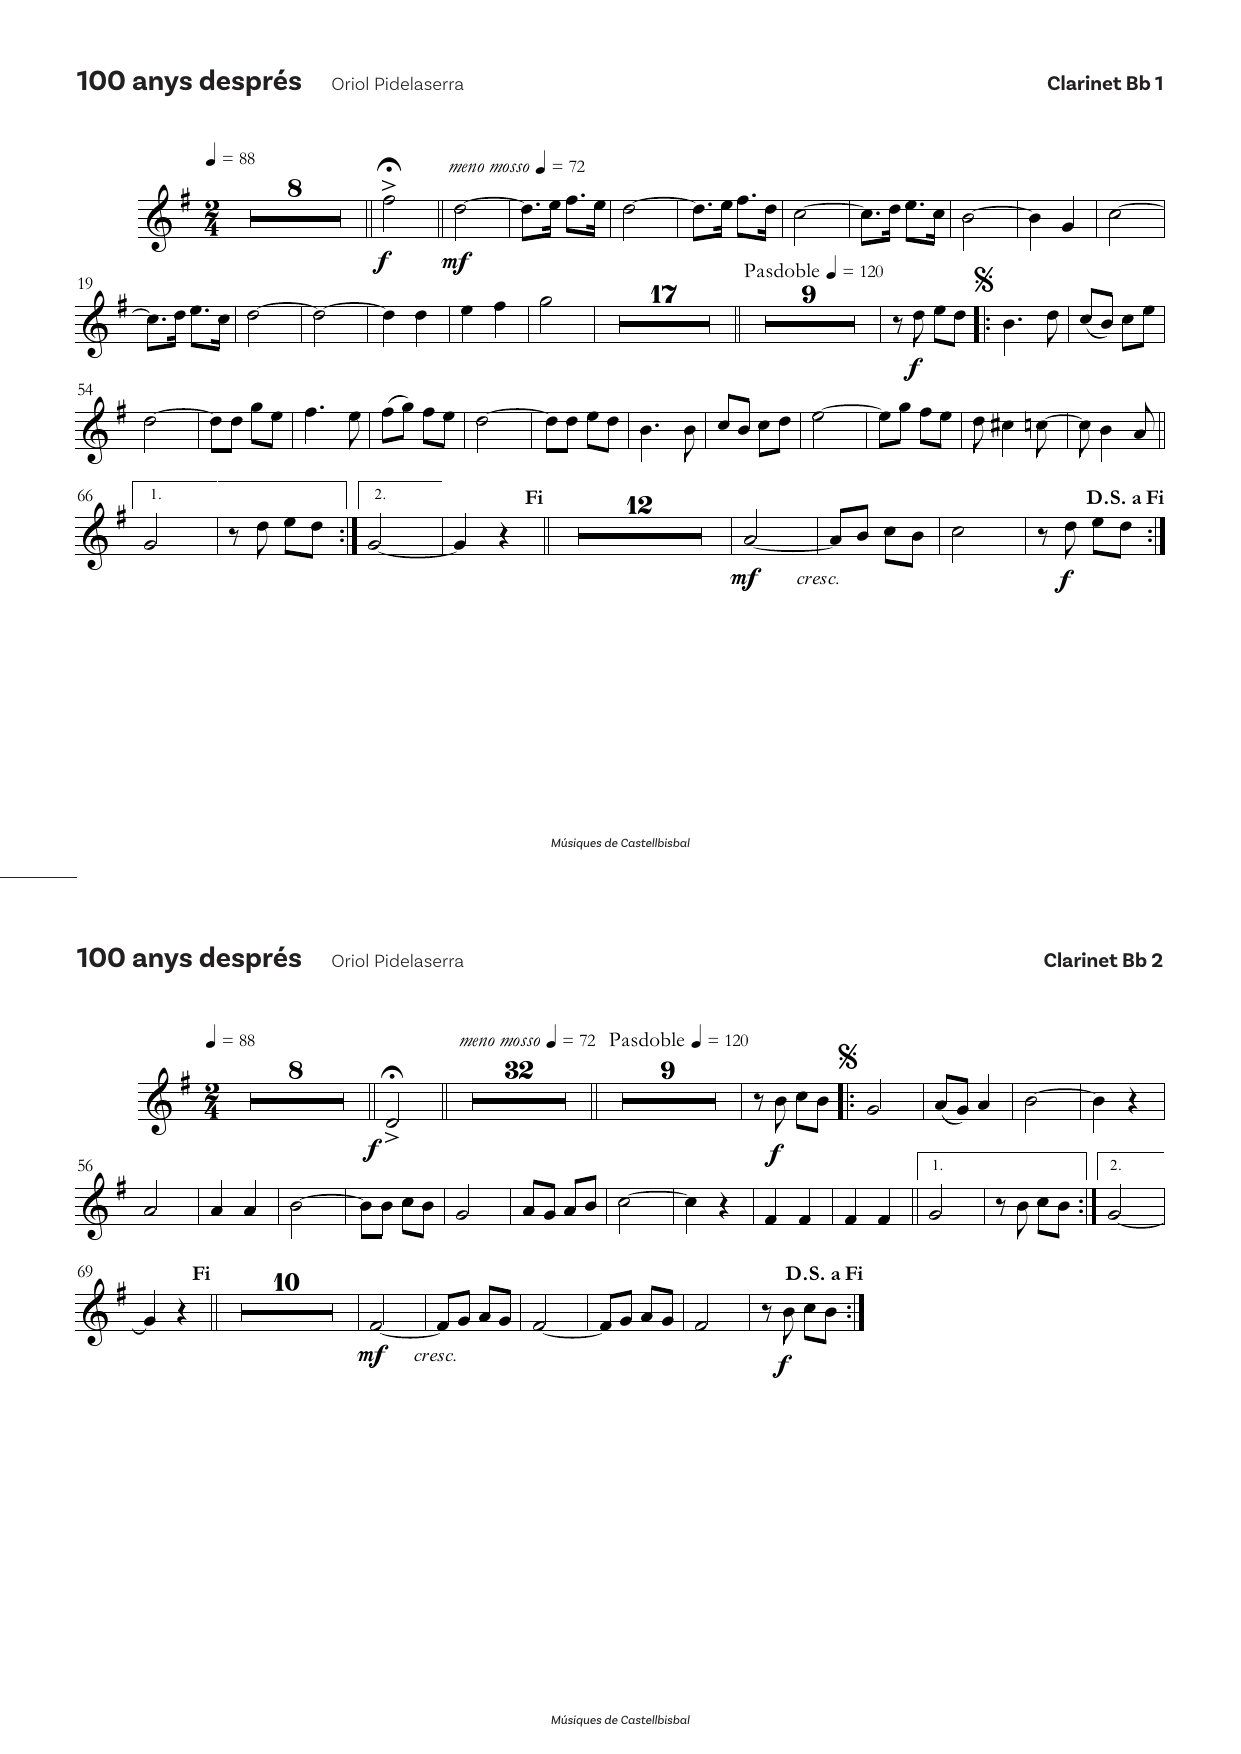 100 anys després Oriol Pidelaserra Clarinet Bb 1
♩ = 88 8 meno mosso ♩ = 72
2 4
f mf
19 17 Pasdoble ♩ = 120 9
f
54
66 1. 2. Fi 12 D.S. a Fi
mf cresc. f
Músiques de Castellbisbal
100 anys després Oriol Pidelaserra Clarinet Bb 2
♩ = 88 meno mosso ♩ = 72 Pasdoble ♩ = 120
8 32 9
2 4
f f
56 1. 2.
69 Fi 10 D.S. a Fi
mf cresc. f
Músiques de Castellbisbal